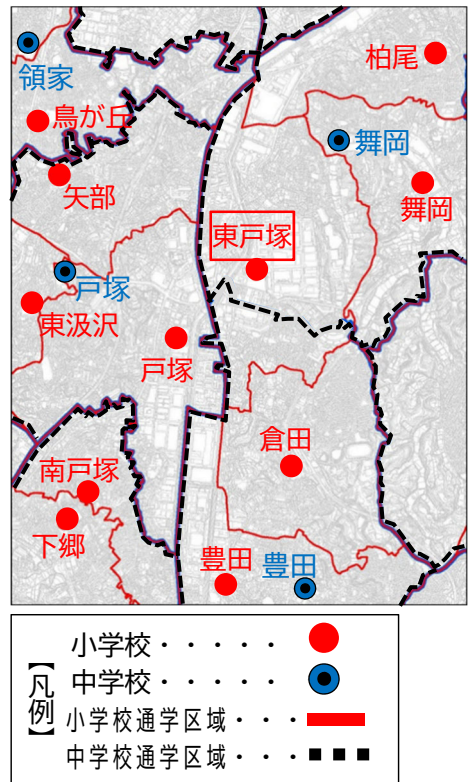 柏尾
領家
鳥が丘
舞岡
矢部
舞岡
東戸塚
戸塚
東汲沢
戸塚
倉田
南戸塚
下郷
豊田
豊田
【凡例】
小学校・・・・・
中学校・・・・・
小学校通学区域・・・
中学校通学区域・・・